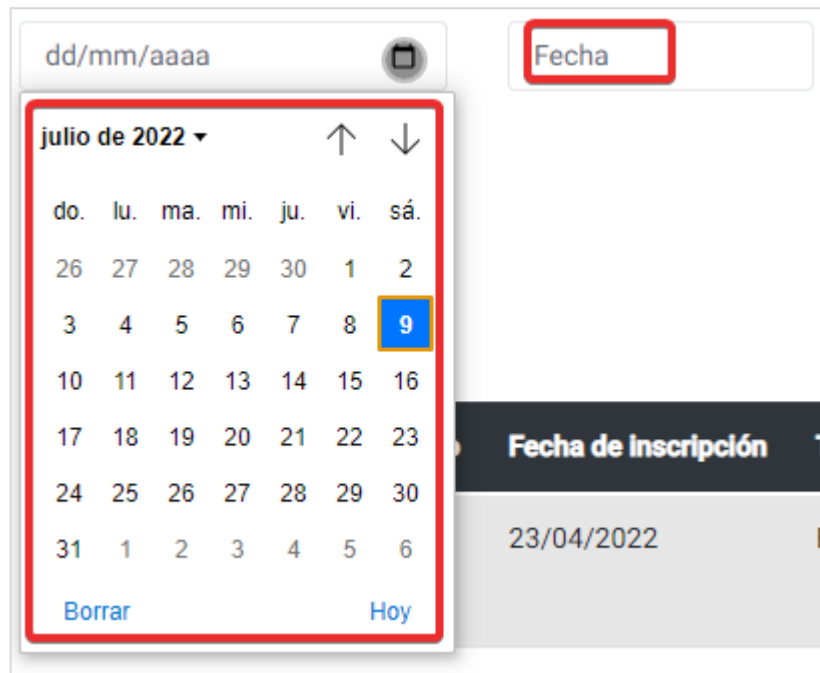 dd/mm/aaaa
Fecha
julio de 2022
do. lu. ma. mi. ju. vi. sá.
26 27 28 29 30 1 2
3 4 5 6 7 8 9
10 11 12 13 14 15 16
17 18 19 20 21 22 23
24 25 26 27 28 29 30
31 1 2 3 4 5 6
Borrar Hoy
Fecha de inscripción
23/04/2022